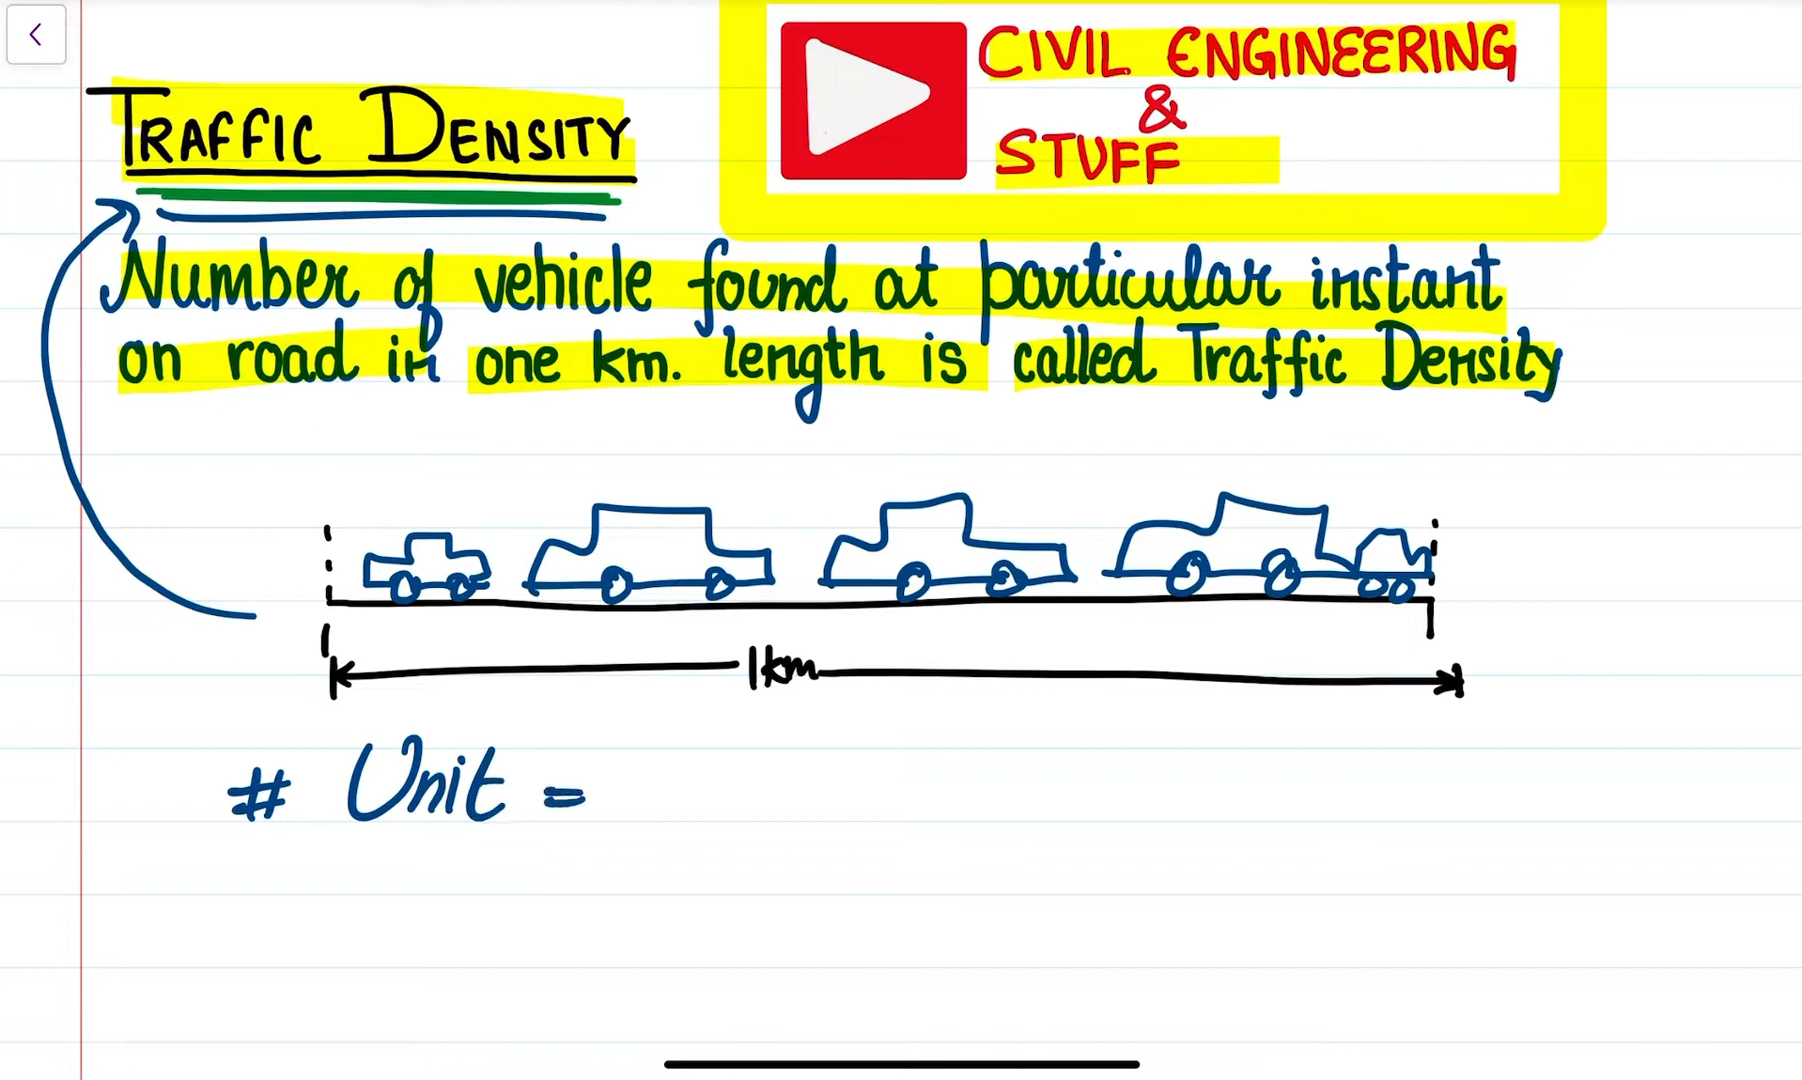 CIVIL ENGINEERING
&
STUFF
TRAFFIC DENSITY
Number of vehicle found at particular instant
on road in one km. length is called Traffic Density
1km
# Unit =